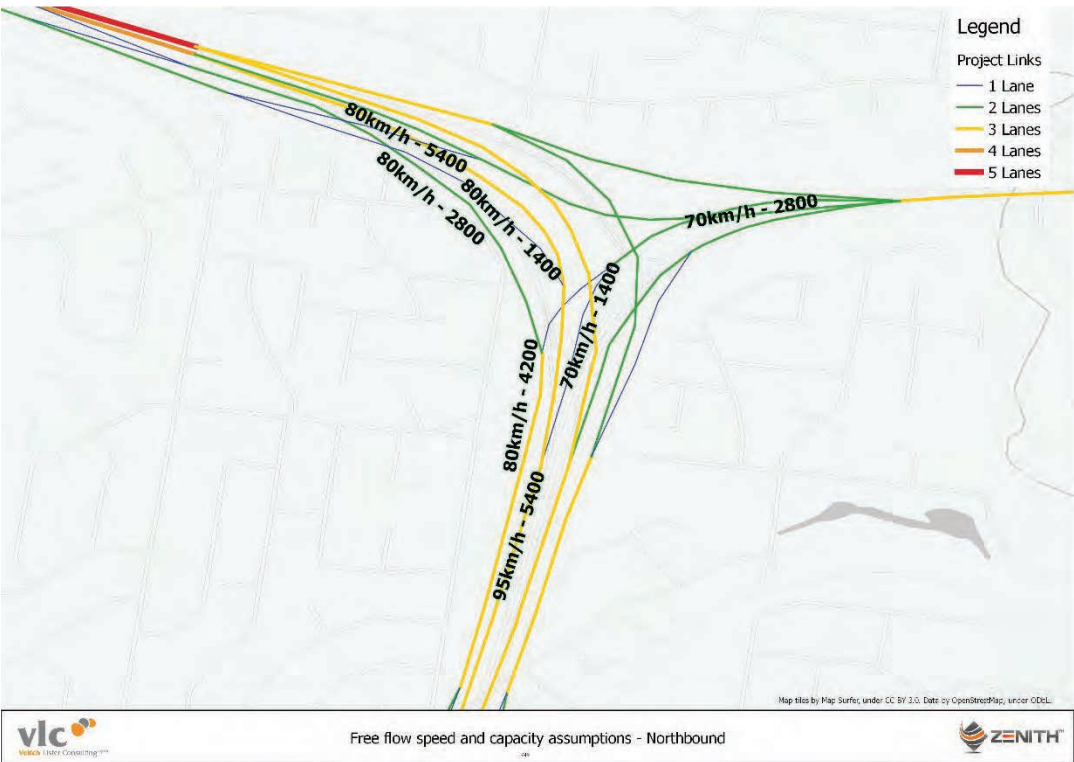 Legend
Project Links
1 Lane
2 Lanes
3 Lanes
4 Lanes
5 Lanes
80km/h - 5400
80km/h - 2800
80km/h - 1400
70km/h - 2800
70km/h - 1400
80km/h - 4200
95km/h - 5400
Map tiles by Map Surfer, under CC BY 3.0. Data by OpenStreetMap, under ODbL.
vlc
Veitch Lister Consulting
Free flow speed and capacity assumptions - Northbound
ZENITH